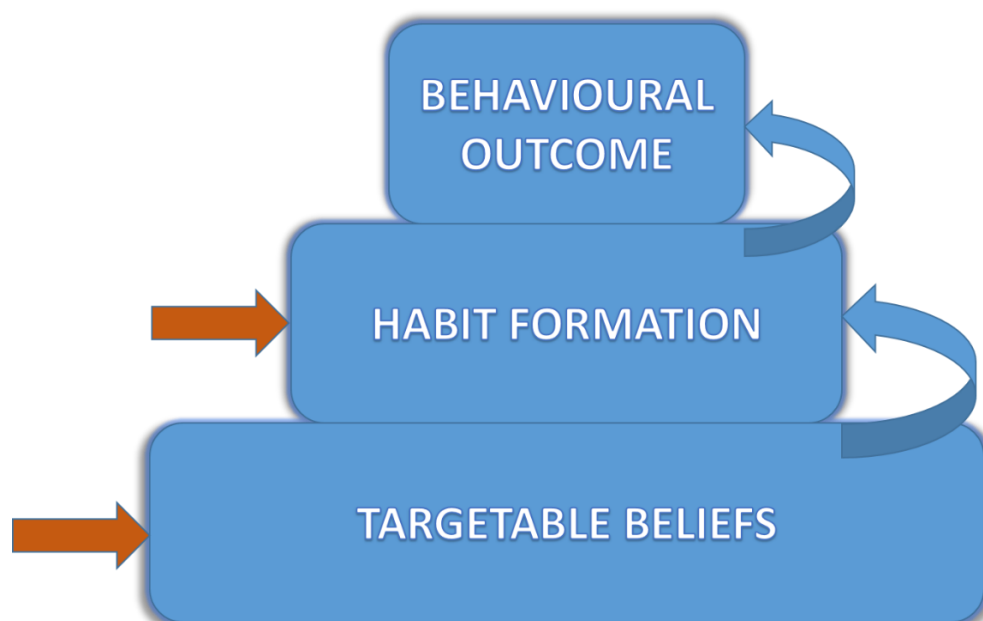 BEHAVIOURAL
OUTCOME
HABIT FORMATION
TARGETABLE BELIEFS